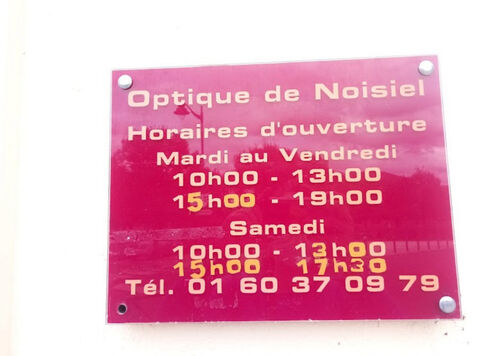 Optique de Noisiel
Horaires d'ouverture
Mardi au Vendredi
10h00 - 13h00
15h00 - 19h00
Samedi
10h00 - 13h00
15h00 17h30
Tél. 01 60 37 09 79